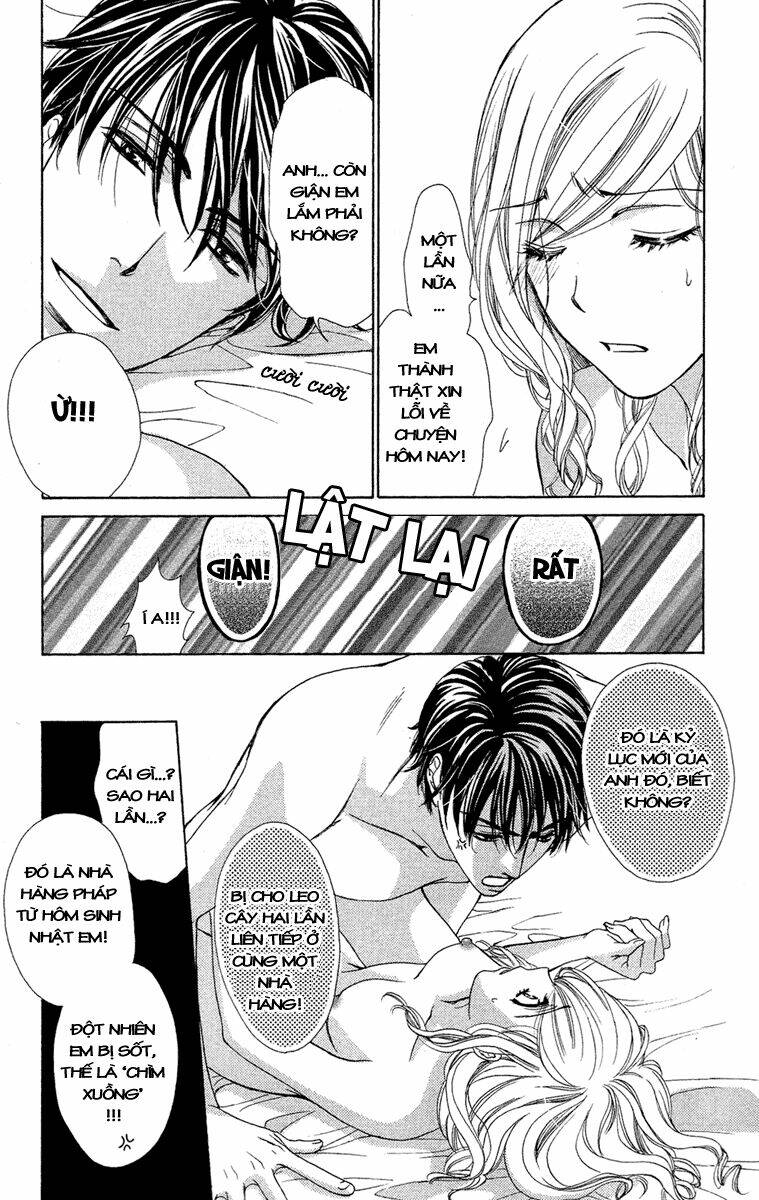 MỘT
LẦN
NỮA
...
EM
THÀNH
THẬT XIN
LỖI VỀ
CHUYỆN
HÔM NAY!
ANH... CÒN
GIẬN EM
LẮM PHẢI
KHÔNG?
CƯỜI CƯỜI
Ừ!!!
RẤT
LẬT LẠI
GIẬN!
Í A!!!
ĐÓ LÀ KỶ
LỤC MỚI CỦA
ANH ĐÓ, BIẾT
KHÔNG?
BỊ CHO LEO
CÂY HAI LẦN
LIÊN TIẾP Ở
CÙNG MỘT
NHÀ
HÀNG!
CÁI GÌ...?
SAO HAI
LẦN...?
ĐÓ LÀ NHÀ
HÀNG PHÁP
TỪ HÔM SINH
NHẬT EM!
ĐỘT NHIÊN
EM BỊ SỐT,
THẾ LÀ 'CHÌM
XUỒNG'
!!!